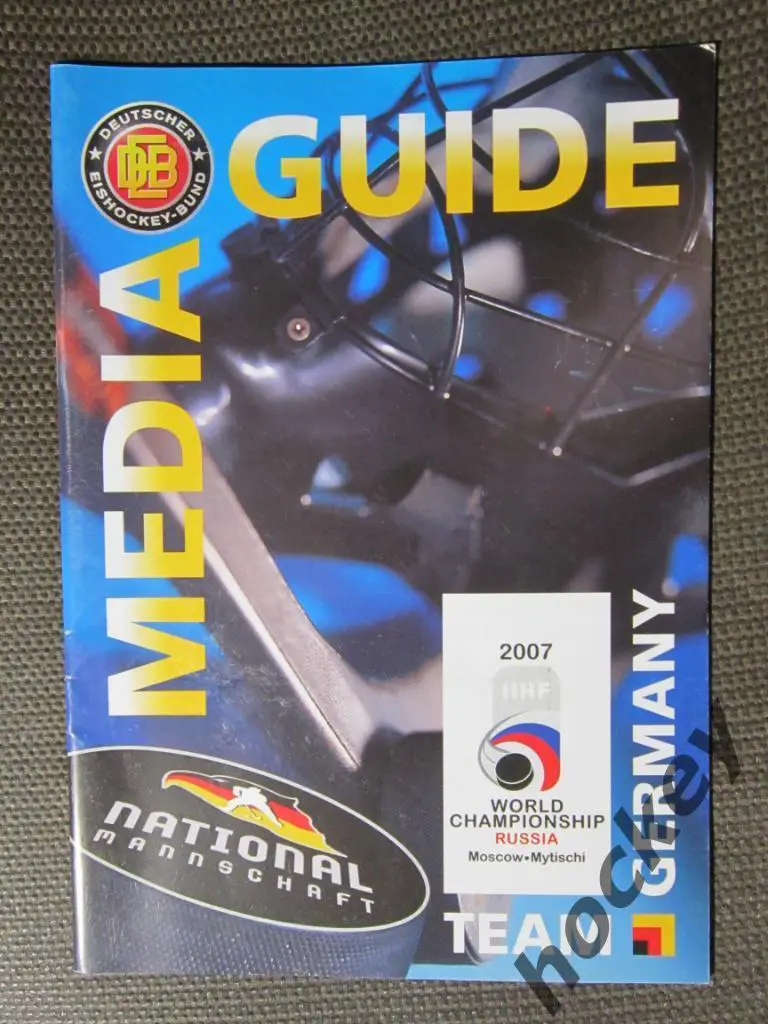 DEUTSCHER
DEB
EISHOCKEY-BUND
GUIDE
MEDIA
2007
IIHF
WORLD
CHAMPIONSHIP
RUSSIA
Moscow•Mytischi
NATIONAL
MANNSCHAFT
TEAM
GERMANY
hockey